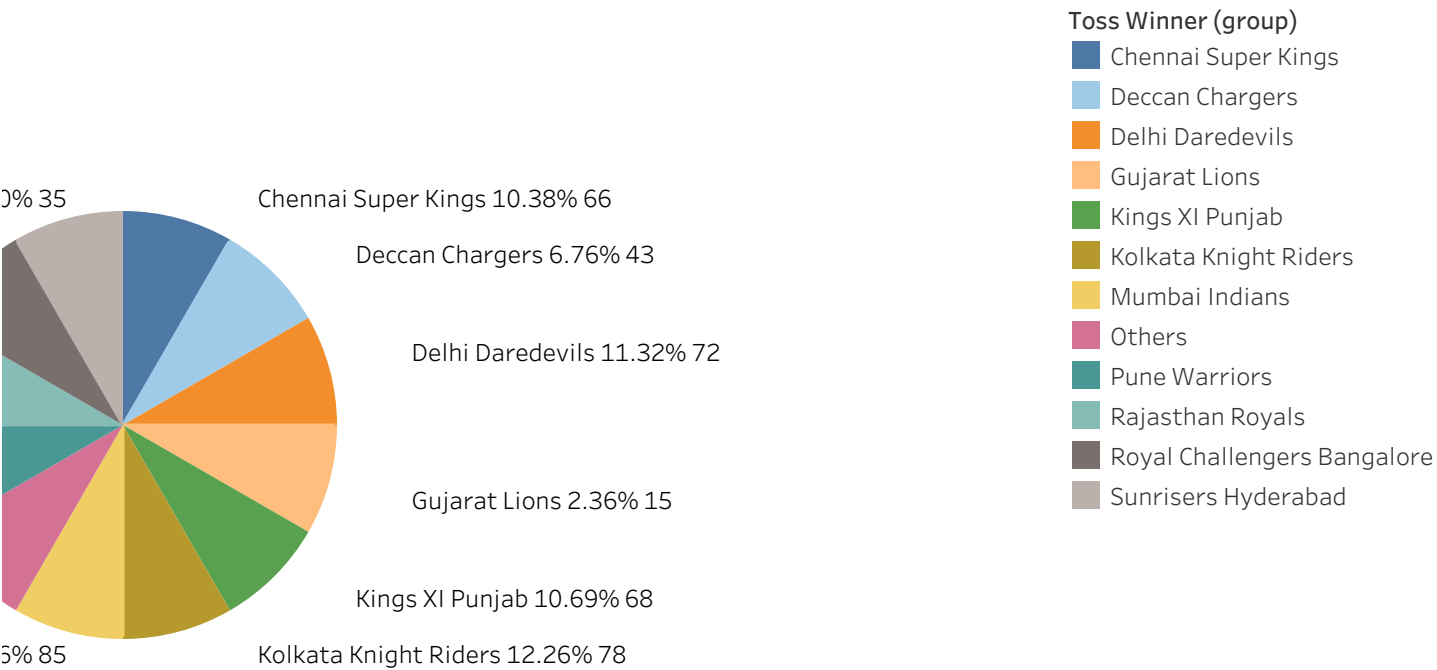 Toss Winner (group)
Chennai Super Kings
Deccan Chargers
Delhi Daredevils
Gujarat Lions
Kings XI Punjab
Kolkata Knight Riders
Mumbai Indians
Others
Pune Warriors
Rajasthan Royals
Royal Challengers Bangalore
Sunrisers Hyderabad
0% 35
Chennai Super Kings 10.38% 66
Deccan Chargers 6.76% 43
Delhi Daredevils 11.32% 72
Gujarat Lions 2.36% 15
Kings XI Punjab 10.69% 68
% 85
Kolkata Knight Riders 12.26% 78